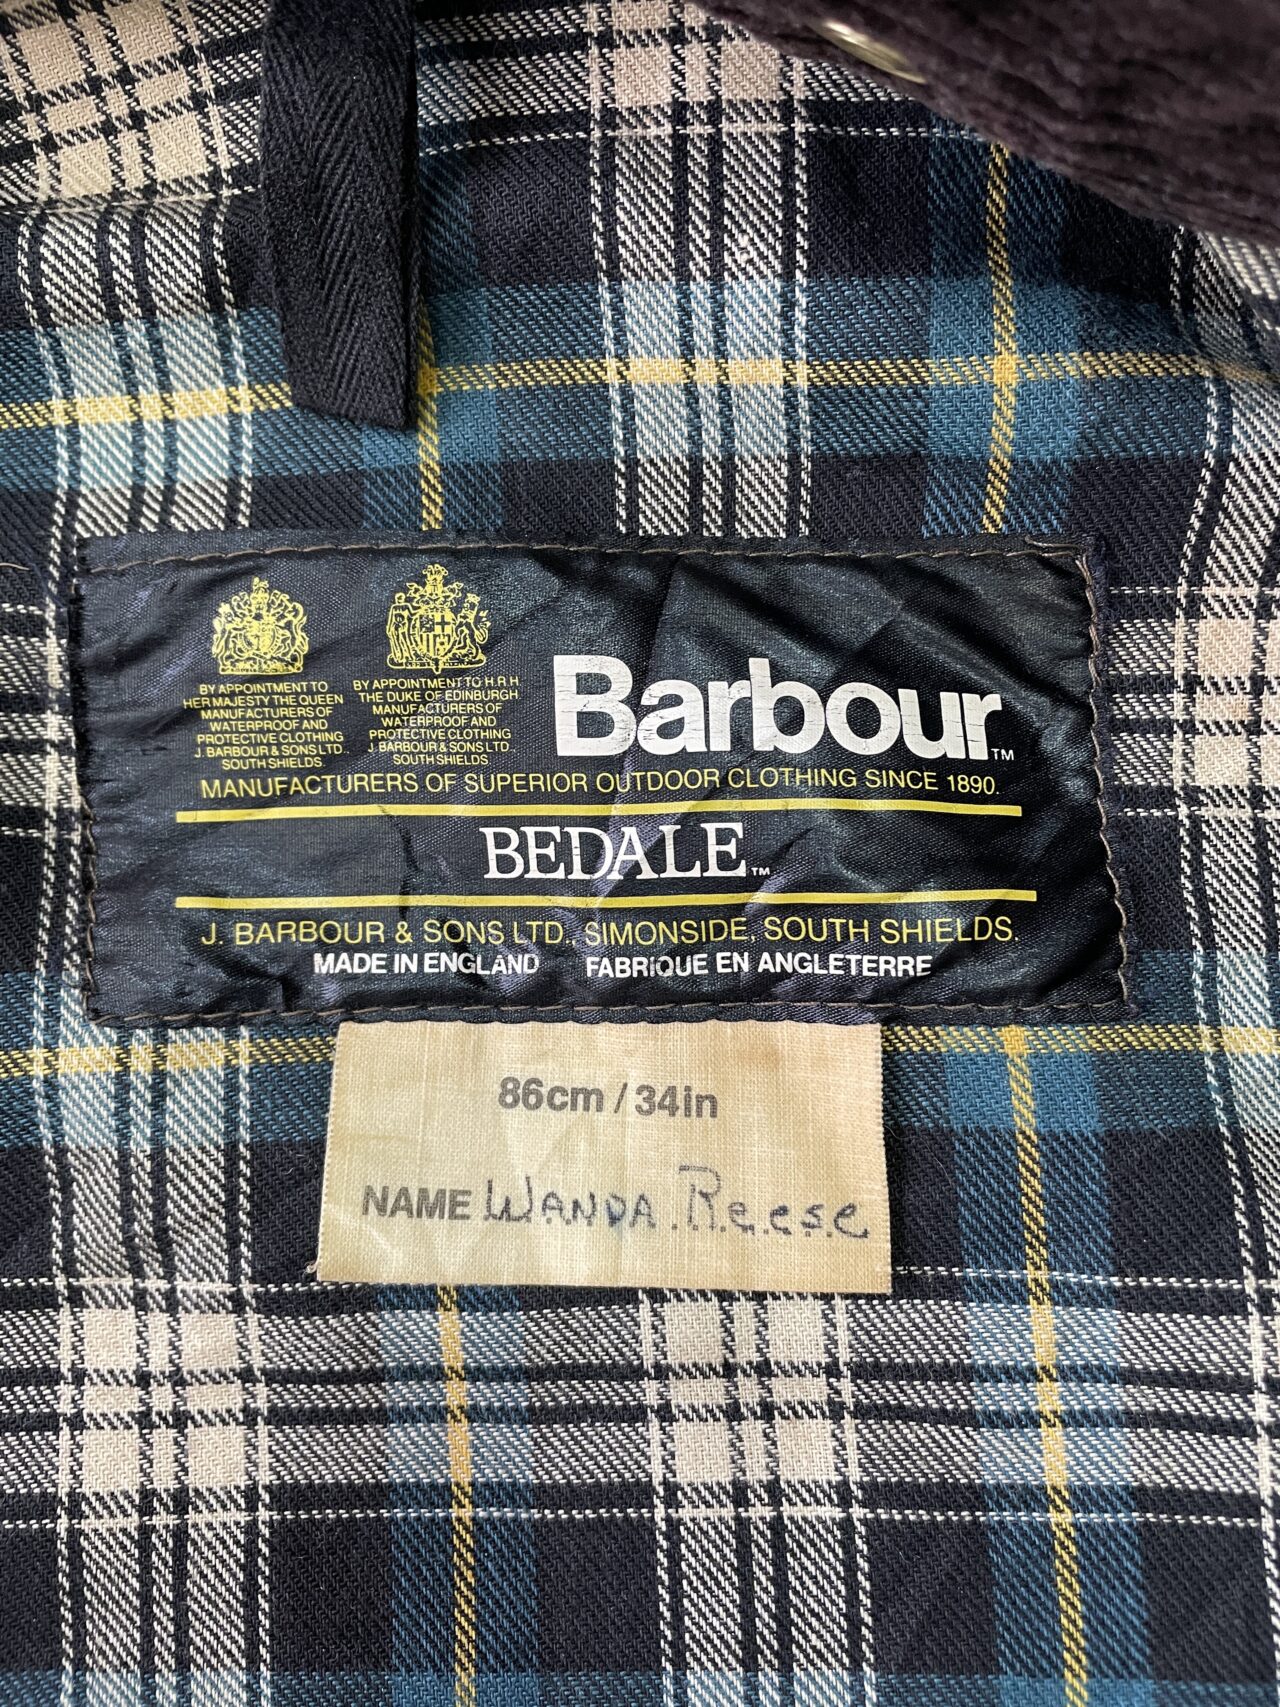 BY APPOINTMENT TO
HER MAJESTY THE QUEEN
MANUFACTURERS OF
WATERPROOF AND
PROTECTIVE CLOTHING
J. BARBOUR & SONS LTD.,
SOUTH SHIELDS
BY APPOINTMENT TO H.R.H.
THE DUKE OF EDINBURGH
MANUFACTURERS OF
WATERPROOF AND
PROTECTIVE CLOTHING
J. BARBOUR & SONS LTD.
SOUTH SHIELDS
Barbour™
MANUFACTURERS OF SUPERIOR OUTDOOR CLOTHING SINCE 1890.
BEDALE™
J. BARBOUR & SONS LTD., SIMONSIDE, SOUTH SHIELDS.
MADE IN ENGLAND FABRIQUE EN ANGLETERRE
86cm / 34in
NAME WANDA Reese